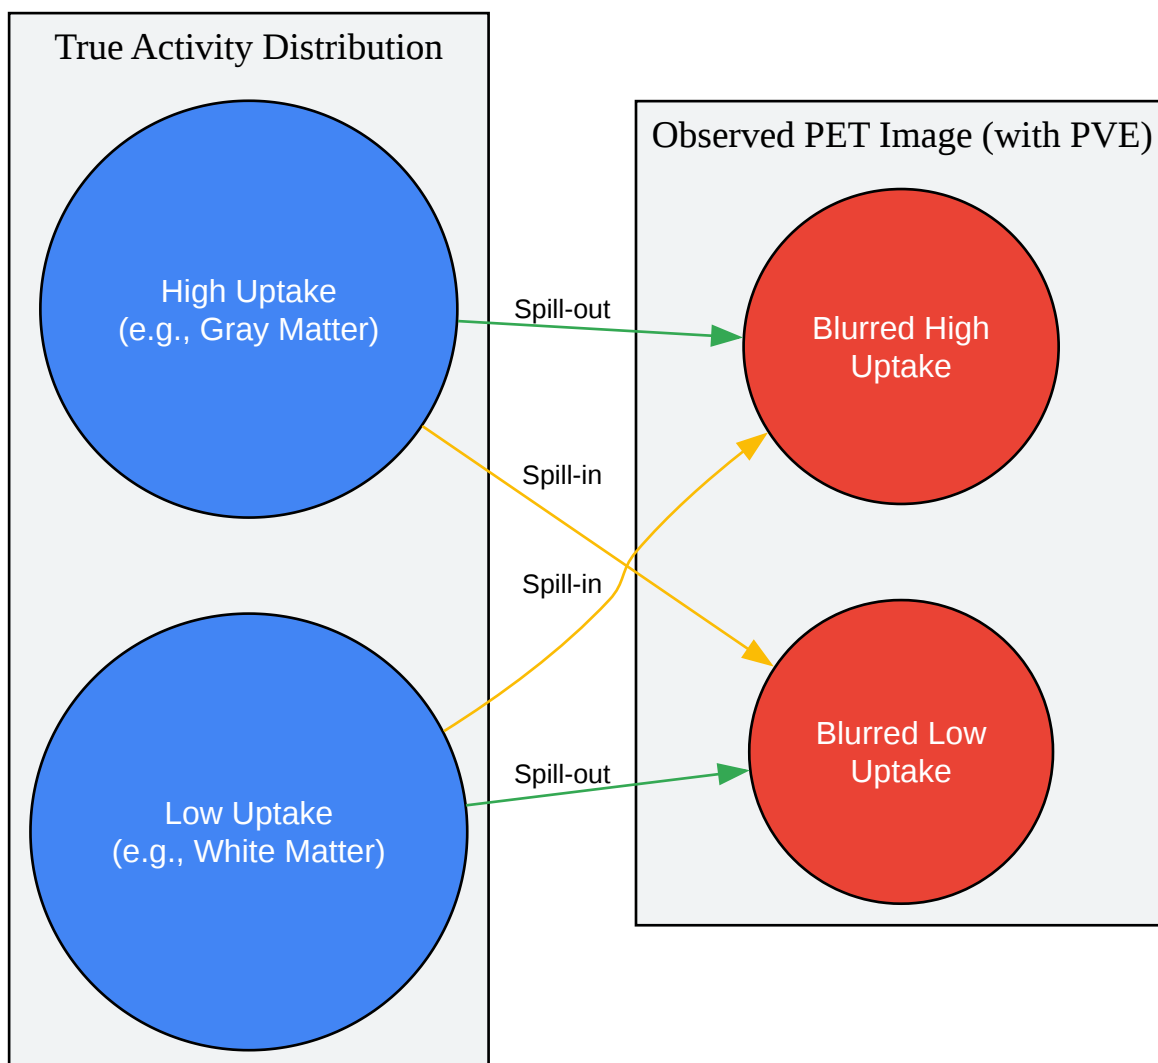 True Activity Distribution
High Uptake
(e.g., Gray Matter)
Low Uptake
(e.g., White Matter)
Spill-out
Spill-in
Spill-in
Spill-out
Observed PET Image (with PVE)
Blurred High
Uptake
Blurred Low
Uptake